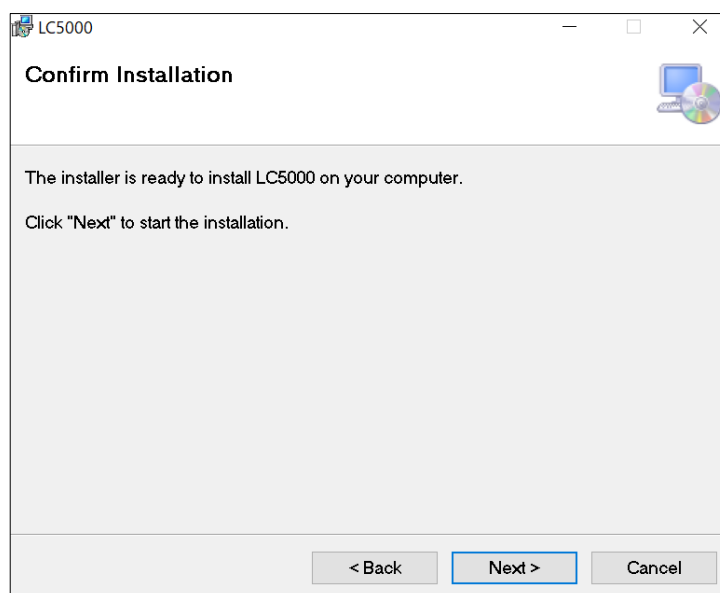 LC5000
Confirm Installation
The installer is ready to install LC5000 on your computer.
Click "Next" to start the installation.
< Back
Next >
Cancel